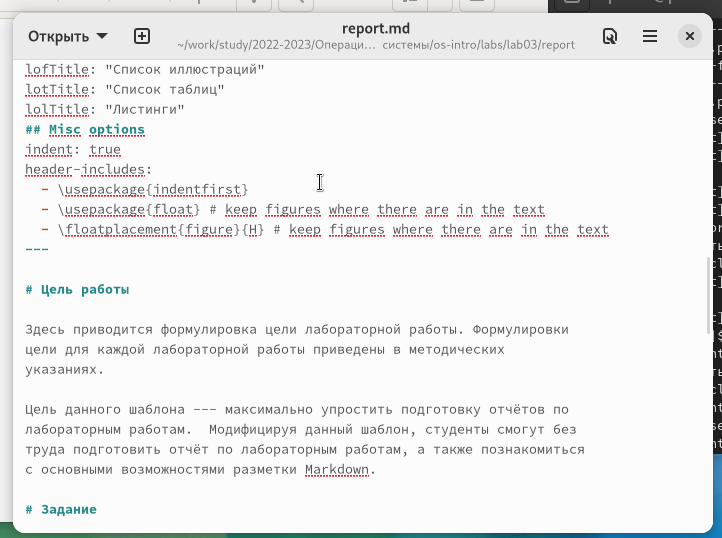 Открыть
report.md
~/work/study/2022-2023/Операци… системы/os-intro/labs/lab03/report
lofTitle: "Список иллюстраций"
lotTitle: "Список таблиц"
lolTitle: "Листинги"
## Misc options
indent: true
header-includes:
- \usepackage{indentfirst}
- \usepackage{float} # keep figures where there are in the text
- \floatplacement{figure}{H} # keep figures where there are in the text
---
# Цель работы
Здесь приводится формулировка цели лабораторной работы. Формулировки
цели для каждой лабораторной работы приведены в методических
указаниях.
Цель данного шаблона --- максимально упростить подготовку отчётов по
лабораторным работам.  Модифицируя данный шаблон, студенты смогут без
труда подготовить отчёт по лабораторным работам, а также познакомиться
с основными возможностями разметки Markdown.
# Задание